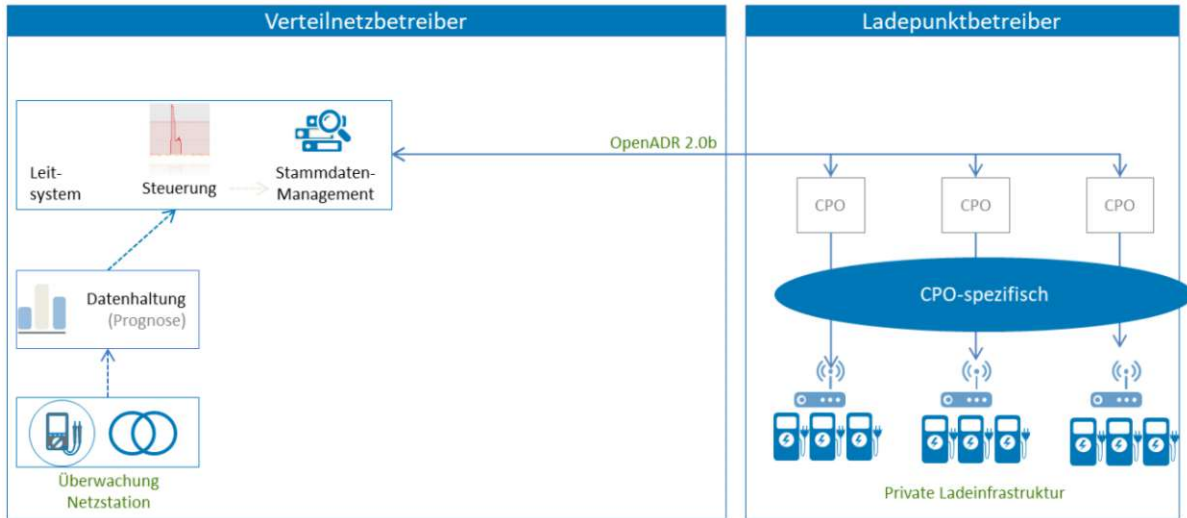 Verteilnetzbetreiber
Ladepunktbetreiber
OpenADR 2.0b
Leit-
system
Steuerung
Stammdaten-
Management
CPO
CPO
CPO
Datenhaltung
(Prognose)
CPO-spezifisch
Überwachung
Netzstation
Private Ladeinfrastruktur